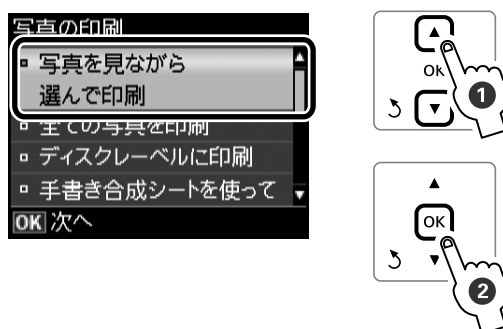 写真の印刷
写真を見ながら
選んで印刷
全ての写真を印刷
ディスクレーベルに印刷
手書き合成シートを使って
OK 次へ
OK
1
OK
2